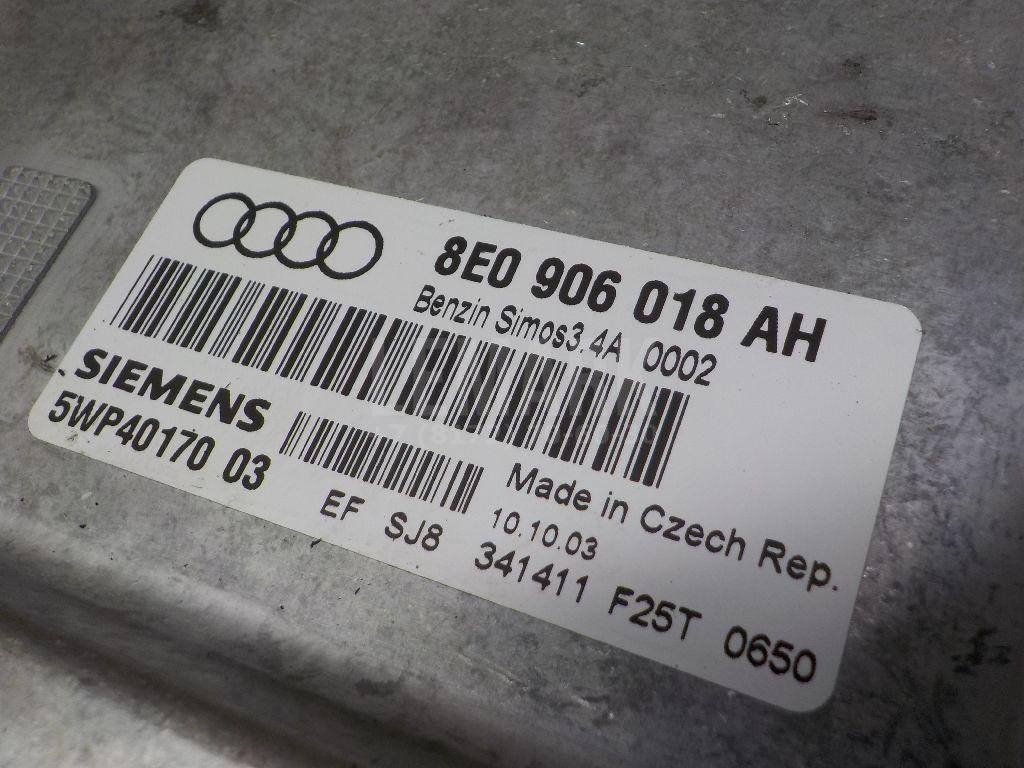 8E0 906 018 AH
Benzin Simos3.4A 0002
SIEMENS
5WP40170 03
Made in Czech Rep.
10.10.03
EF SJ8 341411 F25T 0650